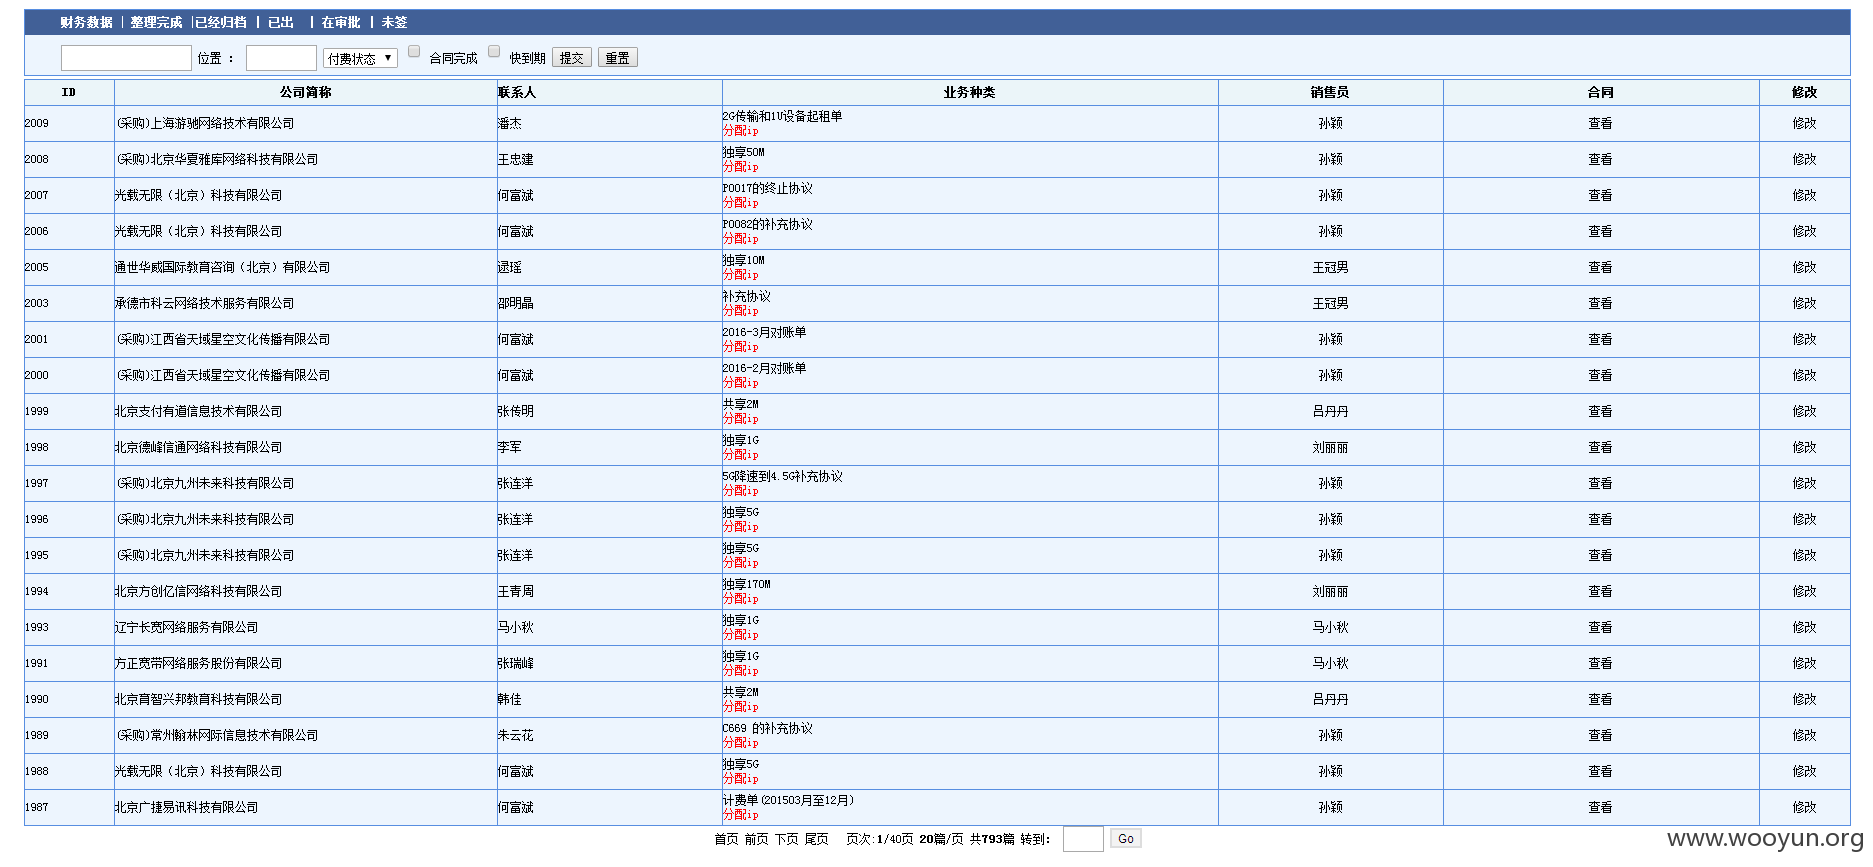 财务数据 | 整理完成 |已经归档 | 已出 | 在审批 | 未签
位置 : 付费状态 合同完成 快到期 提交 重置
ID 公司简称 联系人 业务种类 销售员 合同 修改
2009 (采购)上海游驰网络技术有限公司 潘杰 2G传输和1U设备起租单 孙颖 查看 修改
分配ip
2008 (采购)北京华夏雅库网络科技有限公司 王忠建 独享50M 孙颖 查看 修改
分配ip
2007 光载无限（北京）科技有限公司 何富斌 P0017的终止协议 孙颖 查看 修改
分配ip
2006 光载无限（北京）科技有限公司 何富斌 P0082的补充协议 孙颖 查看 修改
分配ip
2005 通世华威国际教育咨询（北京）有限公司 逯瑶 独享10M 王冠男 查看 修改
分配ip
2003 承德市科云网络技术服务有限公司 邵明晶 补充协议 王冠男 查看 修改
分配ip
2001 (采购)江西省天域星空文化传播有限公司 何富斌 2016-3月对账单 孙颖 查看 修改
分配ip
2000 (采购)江西省天域星空文化传播有限公司 何富斌 2016-2月对账单 孙颖 查看 修改
分配ip
1999 北京支付有道信息技术有限公司 张传明 共享2M 吕丹丹 查看 修改
分配ip
1998 北京德峰信通网络科技有限公司 李军 独享1G 刘丽丽 查看 修改
分配ip
1997 (采购)北京九州未来科技有限公司 张连洋 5G降速到4.5G补充协议 孙颖 查看 修改
分配ip
1996 (采购)北京九州未来科技有限公司 张连洋 独享5G 孙颖 查看 修改
分配ip
1995 (采购)北京九州未来科技有限公司 张连洋 独享5G 孙颖 查看 修改
分配ip
1994 北京方创亿信网络科技有限公司 王青周 独享170M 刘丽丽 查看 修改
分配ip
1993 辽宁长宽网络服务有限公司 马小秋 独享1G 马小秋 查看 修改
分配ip
1991 方正宽带网络服务股份有限公司 张瑞峰 独享1G 马小秋 查看 修改
分配ip
1990 北京育智兴邦教育科技有限公司 韩佳 共享2M 吕丹丹 查看 修改
分配ip
1989 (采购)常州翰林网际信息技术有限公司 朱云花 C669 的补充协议 孙颖 查看 修改
分配ip
1988 光载无限（北京）科技有限公司 何富斌 独享5G 孙颖 查看 修改
分配ip
1987 北京广捷易讯科技有限公司 何富斌 计费单(201503月至12月) 孙颖 查看 修改
分配ip
首页 前页 下页 尾页 页次:1/40页 20篇/页 共793篇 转到: Go
www.wooyun.org